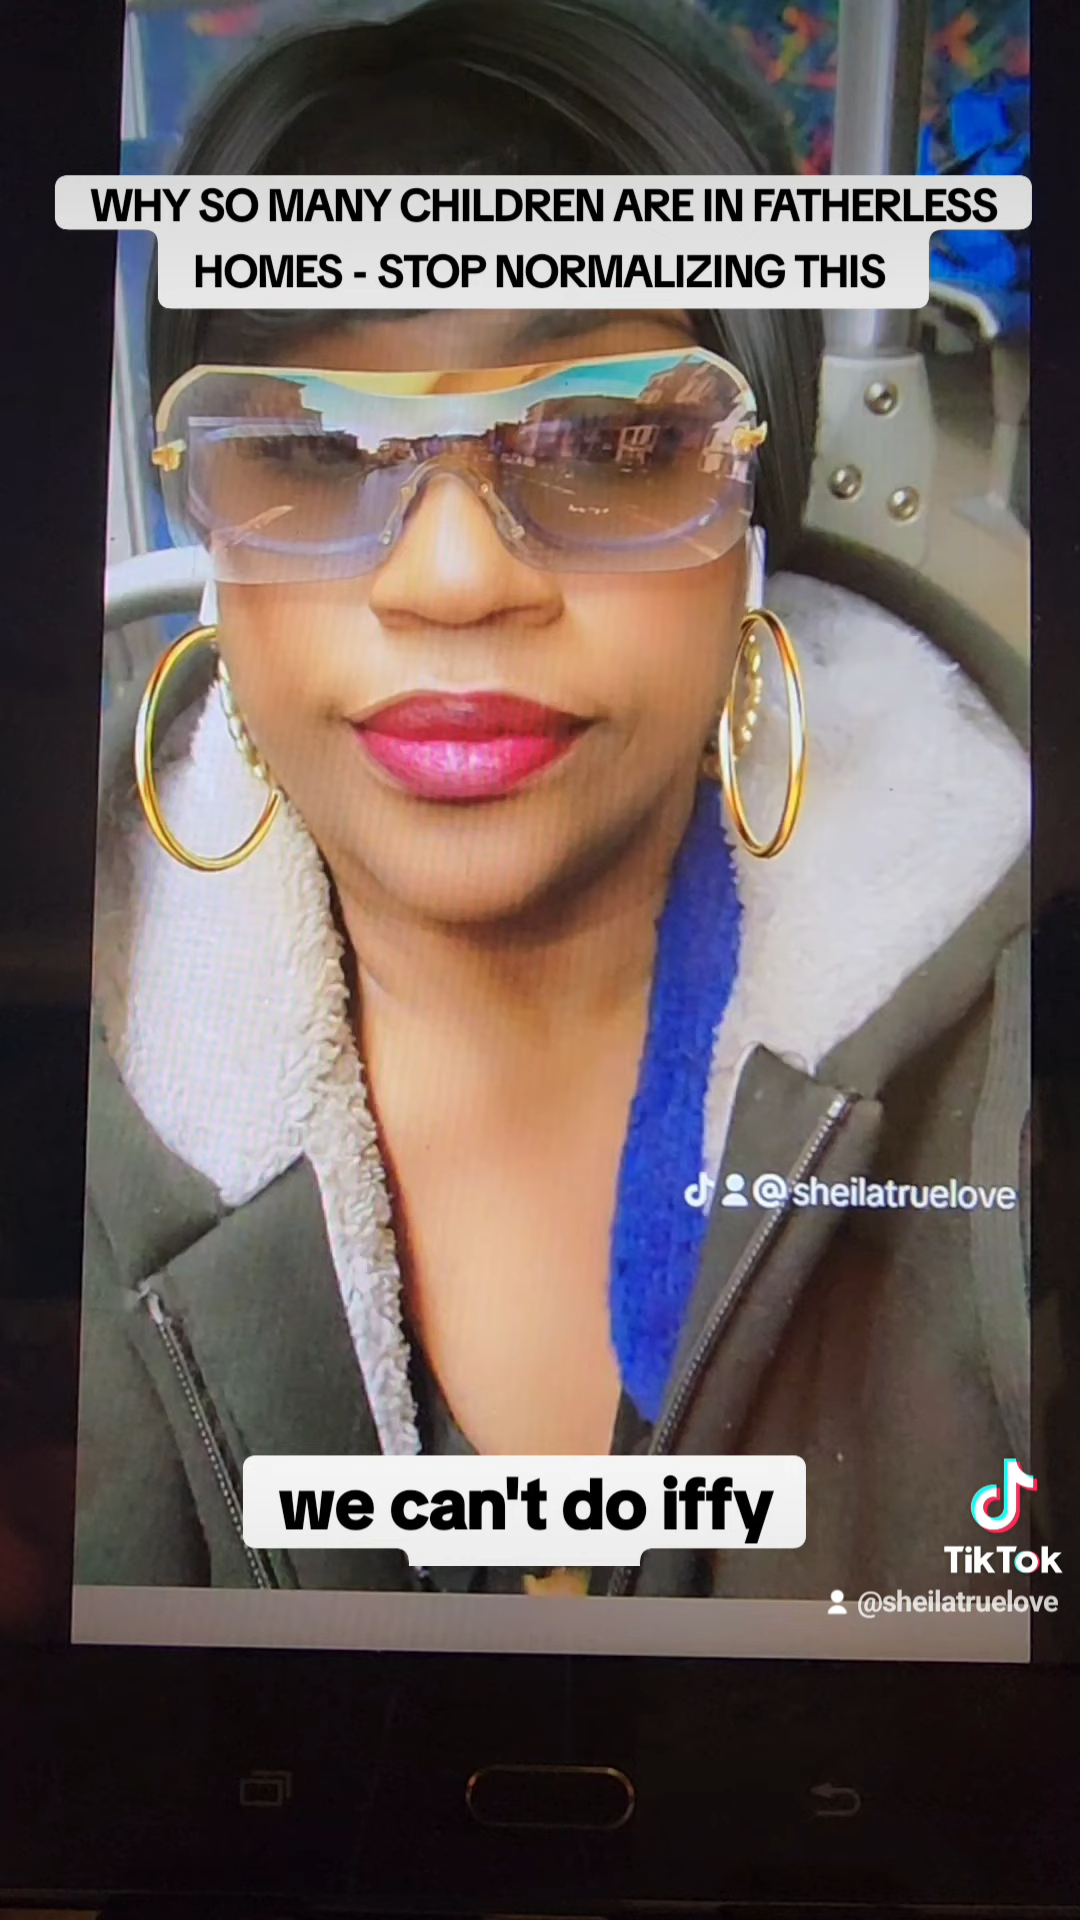 WHY SO MANY CHILDREN ARE IN FATHERLESS
HOMES - STOP NORMALIZING THIS
@sheilatruelove
we can't do iffy
TikTok
@sheilatruelove